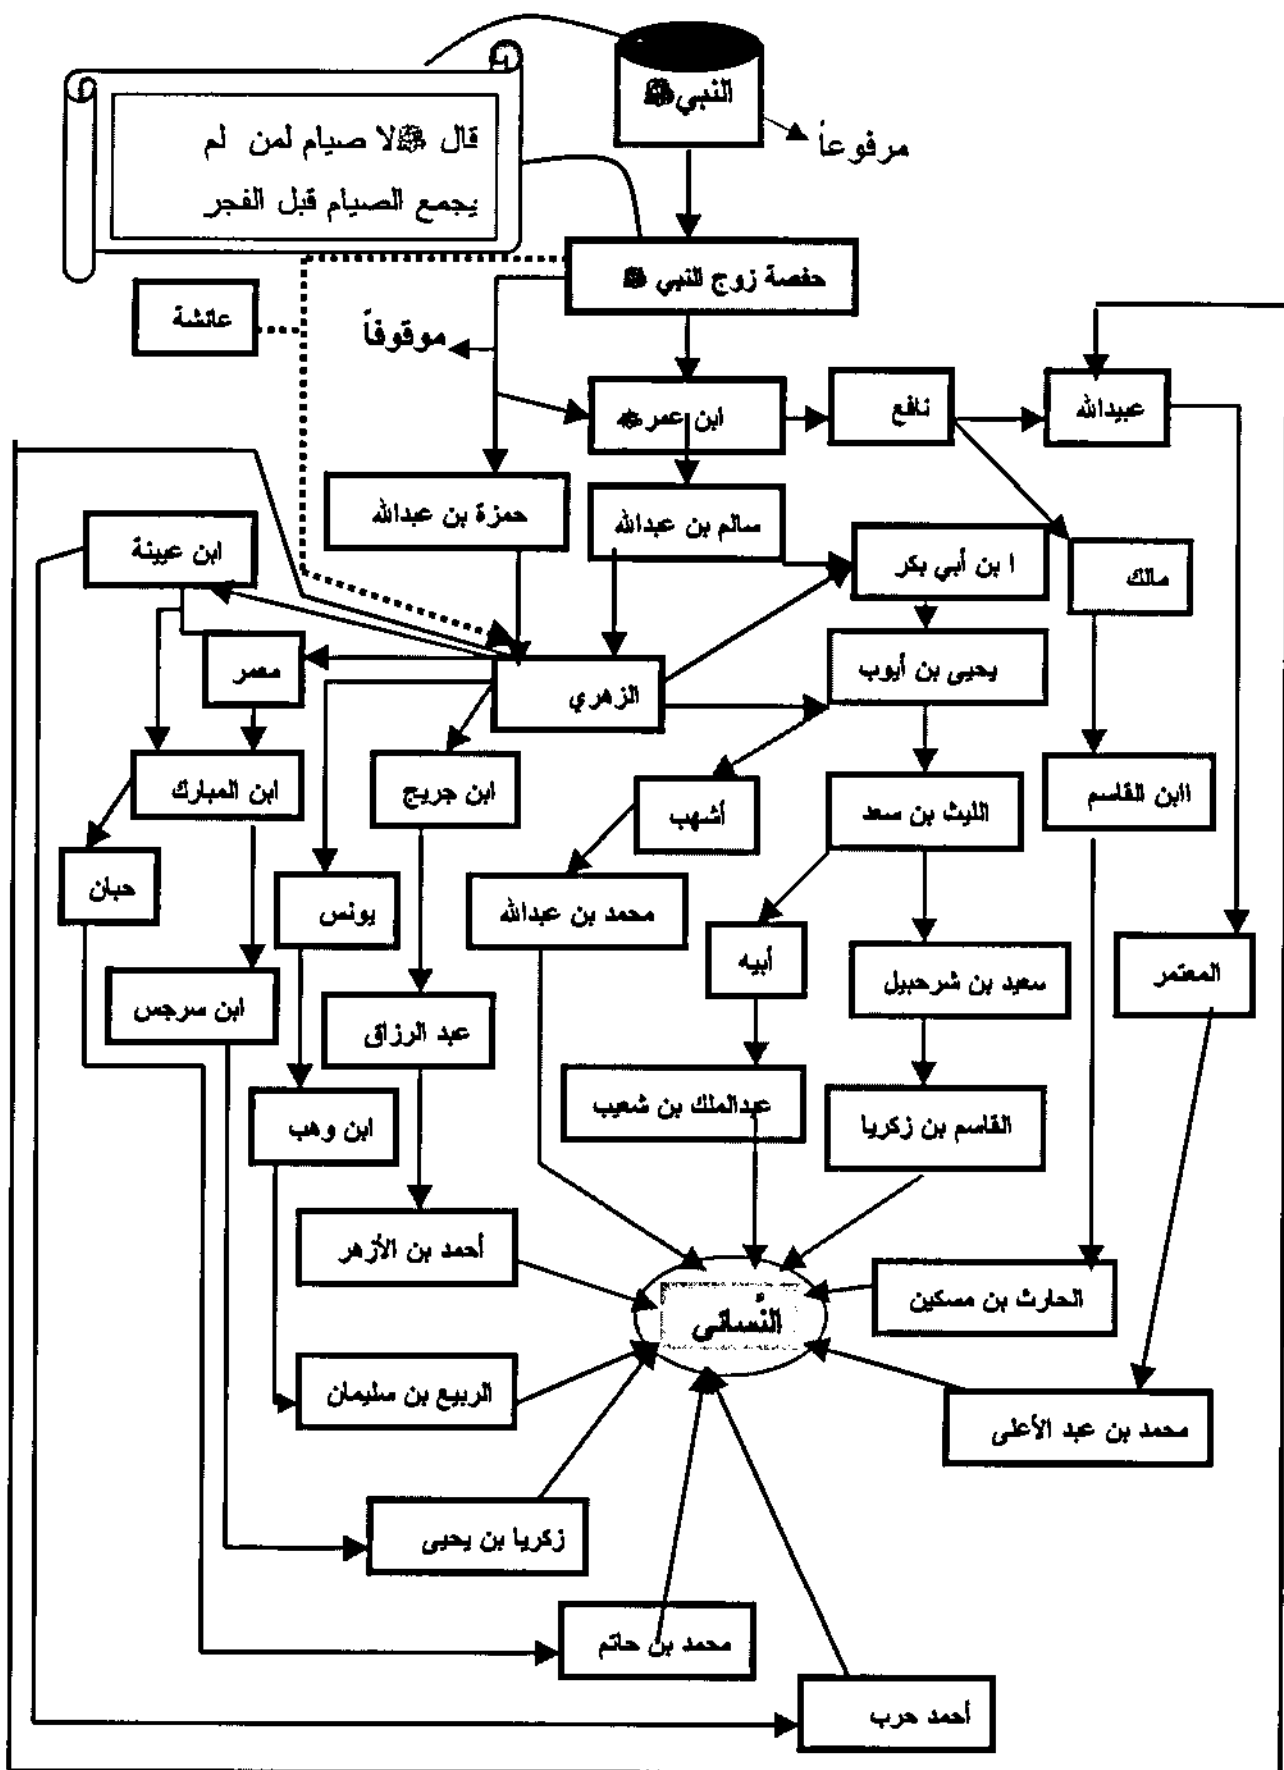 النبي ﷺ
قال ﷺ لا صيام لمن لم
يجمع الصيام قبل الفجر
مرفوعاً
حفصة زوج النبي ﷺ
عائشة
موقوفاً
ابن عمر
نافع
عبيدالله
حمزة بن عبدالله
سالم بن عبدالله
ابن عيينة
ا بن أبي بكر
مالك
معمر
الزهري
يحيى بن أيوب
ابن المبارك
ابن جريج
أشهب
الليث بن سعد
اابن القاسم
حبان
يونس
محمد بن عبدالله
أبيه
سعيد بن شرحبيل
المعتمر
ابن سرجس
عبد الرزاق
ابن وهب
عبدالملك بن شعيب
القاسم بن زكريا
أحمد بن الأزهر
الحارث بن مسكين
النَّسائي
الربيع بن سليمان
محمد بن عبد الأعلى
زكريا بن يحيى
محمد بن حاتم
أحمد حرب